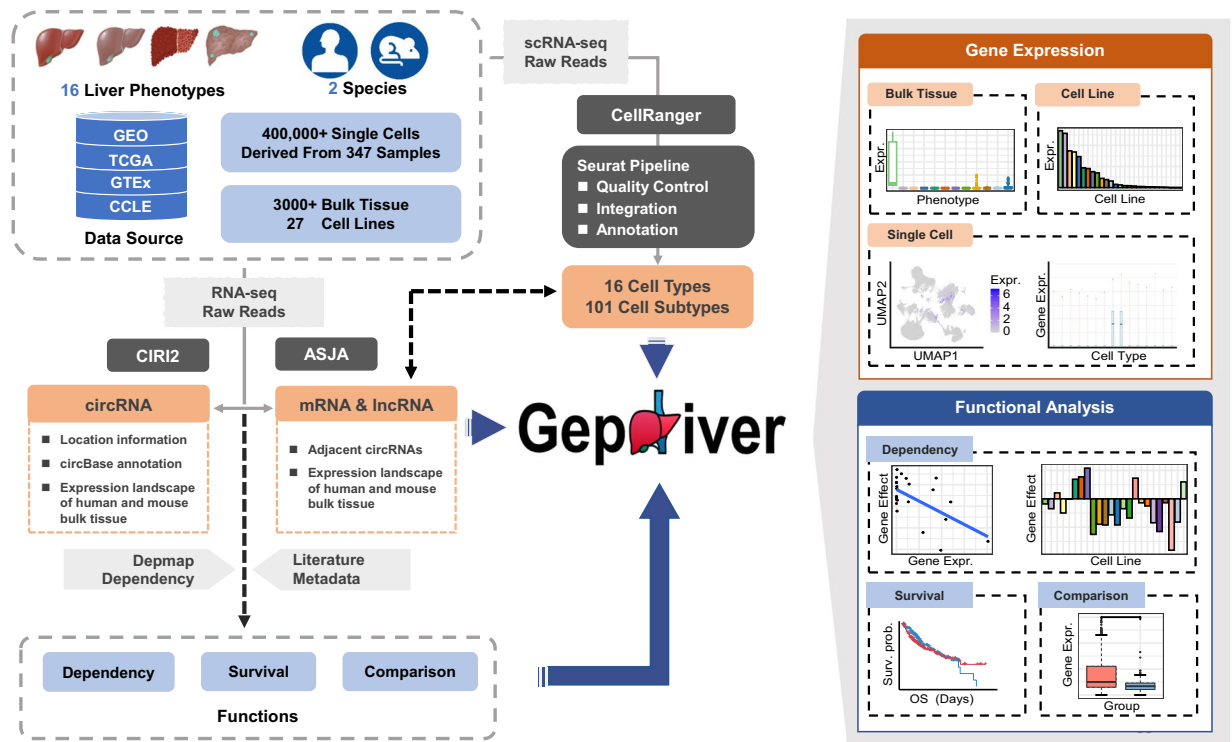 16 Liver Phenotypes
2 Species
GEO
TCGA
GTEx
CCLE
Data Source
400,000+ Single Cells
Derived From 347 Samples
3000+ Bulk Tissue
27 Cell Lines
scRNA-seq
Raw Reads
CellRanger
Seurat Pipeline
Quality Control
Integration
Annotation
16 Cell Types
101 Cell Subtypes
RNA-seq
Raw Reads
CIRI2
ASJA
circRNA
Location information
circBase annotation
Expression landscape
of human and mouse
bulk tissue
mRNA & lncRNA
Adjacent circRNAs
Expression landscape
of human and mouse
bulk tissue
Depmap
Dependency
Literature
Metadata
Dependency
Survival
Comparison
Functions
Gep iver
Gene Expression
Bulk Tissue
Expr.
Phenotype
Cell Line
Expr.
Cell Line
Single Cell
UMAP2
UMAP1
Expr.
6
4
2
0
Gene Expr.
Cell Type
Functional Analysis
Dependency
Gene Effect
Gene Expr.
Gene Effect
Cell Line
Survival
Surv. prob.
OS (Days)
Comparison
Gene Expr.
Group